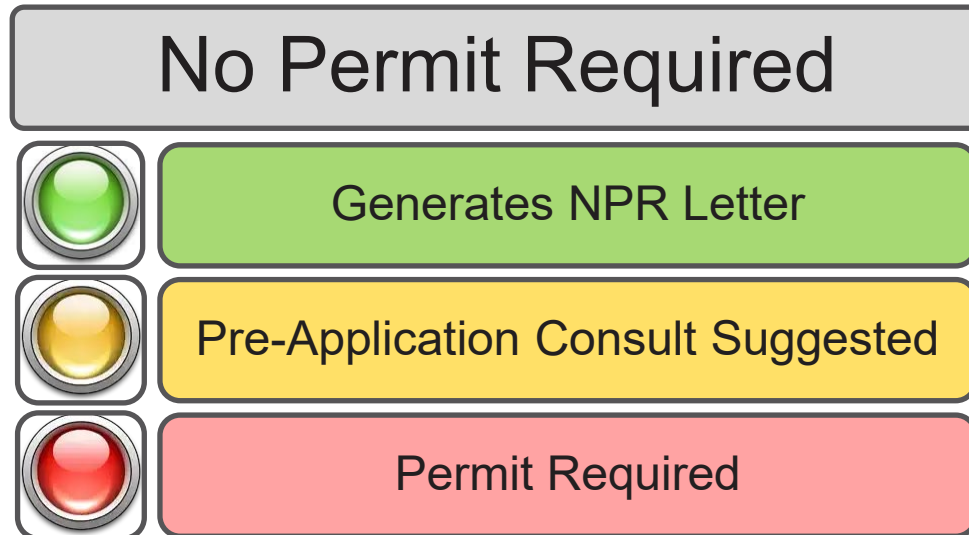 No Permit Required
Generates NPR Letter
Pre-Application Consult Suggested
Permit Required